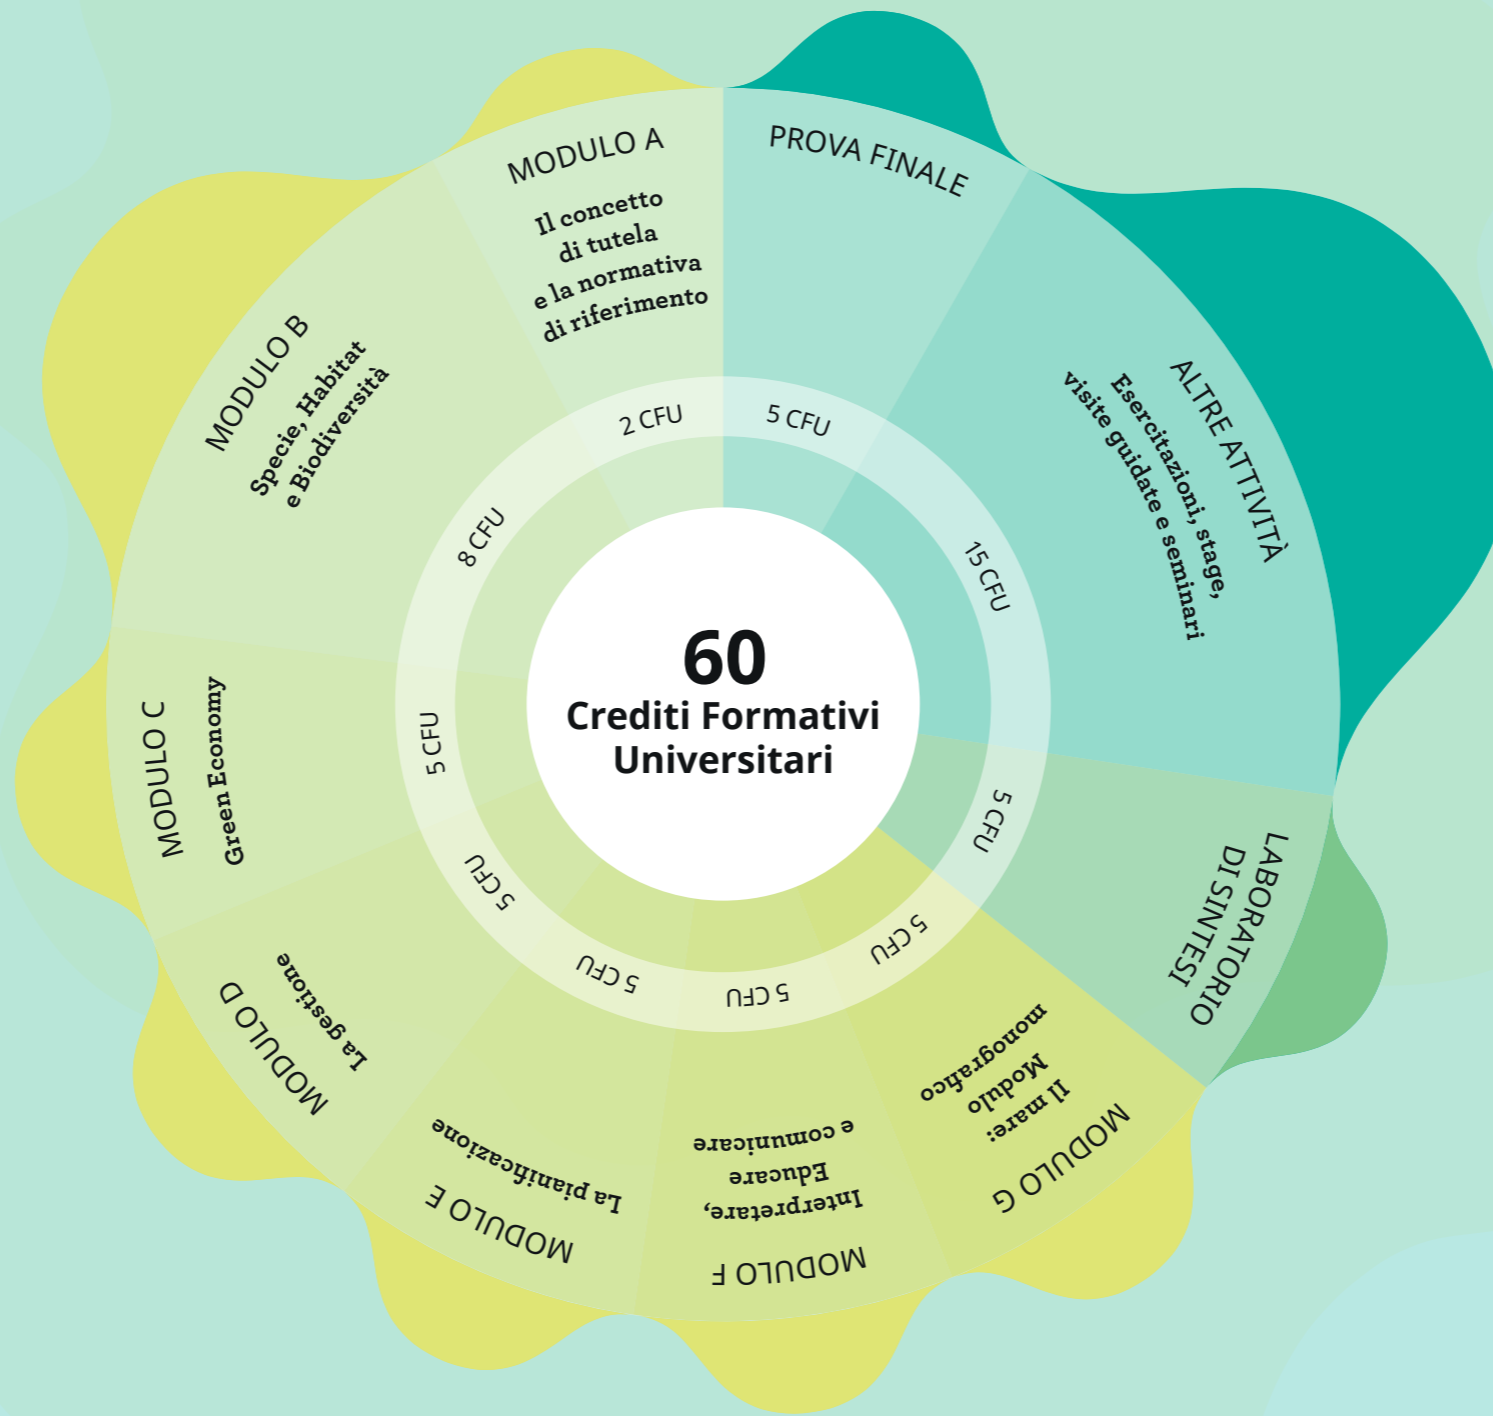 60
Crediti Formativi
Universitari
MODULO A
Il concetto
di tutela
e la normativa
di riferimento
2 CFU
MODULO B
Specie, Habitat
e Biodiversità
8 CFU
MODULO C
Green Economy
5 CFU
MODULO D
La gestione
5 CFU
MODULO E
La pianificazione
5 CFU
MODULO F
Interpretare,
Educare
e comunicare
5 CFU
MODULO G
Il mare:
Modulo
monografico
5 CFU
LABORATORIO
DI SINTESI
5 CFU
ALTRE ATTIVITÀ
Esercitazioni, stage,
visite guidate e seminari
15 CFU
PROVA FINALE
5 CFU